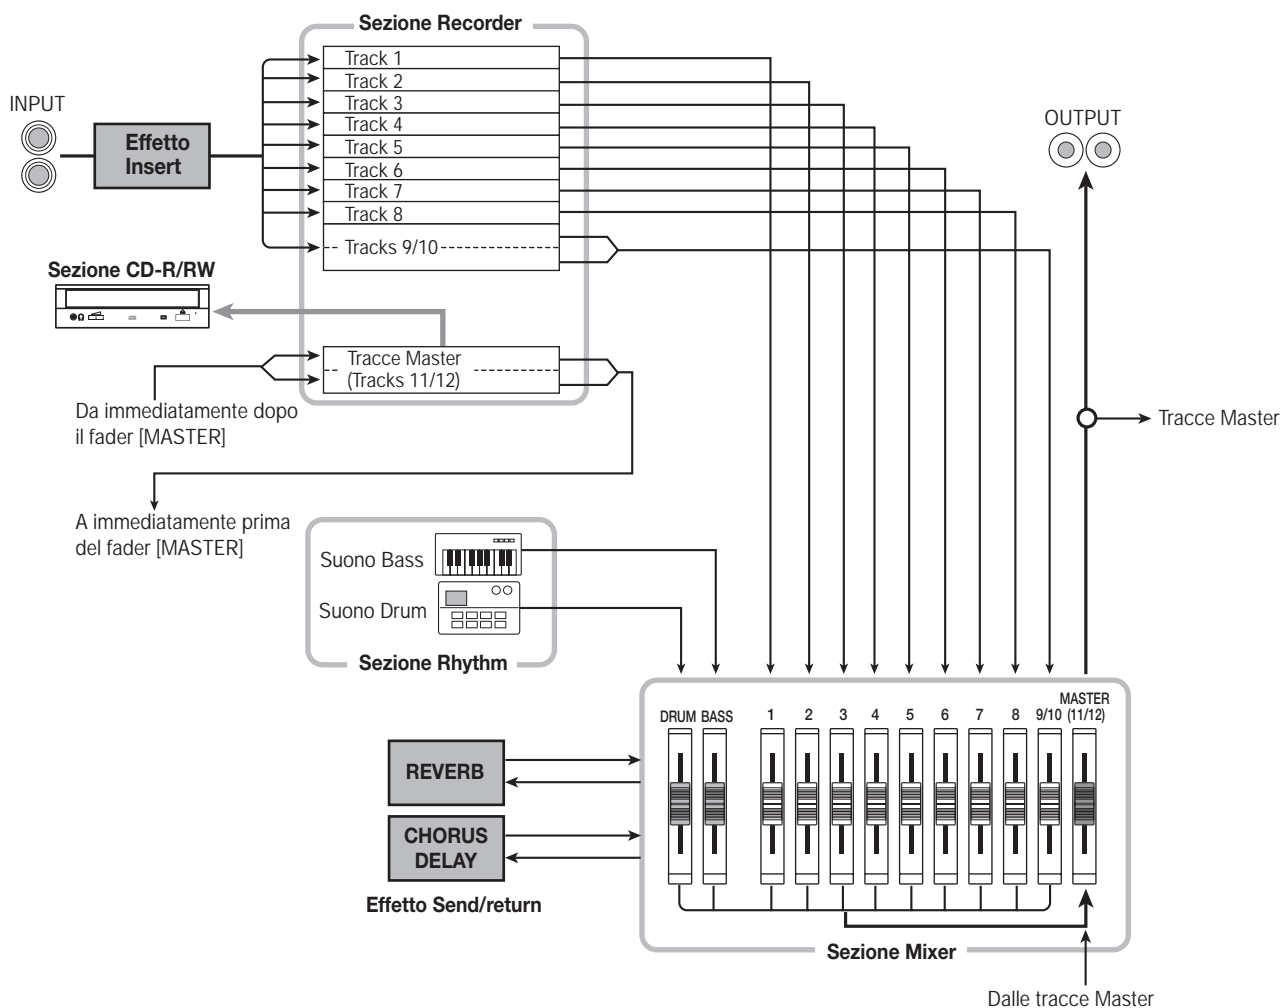 Sezione Recorder
Track 1
Track 2
Track 3
Track 4
Track 5
Track 6
Track 7
Track 8
Tracks 9/10
INPUT
Effetto
Insert
OUTPUT
Sezione CD-R/RW
Tracce Master
(Tracks 11/12)
Da immediatamente dopo
il fader [MASTER]
Tracce Master
A immediatamente prima
del fader [MASTER]
Suono Bass
Suono Drum
Sezione Rhythm
DRUM BASS 1 2 3 4 5 6 7 8 9/10 MASTER
(11/12)
REVERB
CHORUS
DELAY
Effetto Send/return
Sezione Mixer
Dalle tracce Master